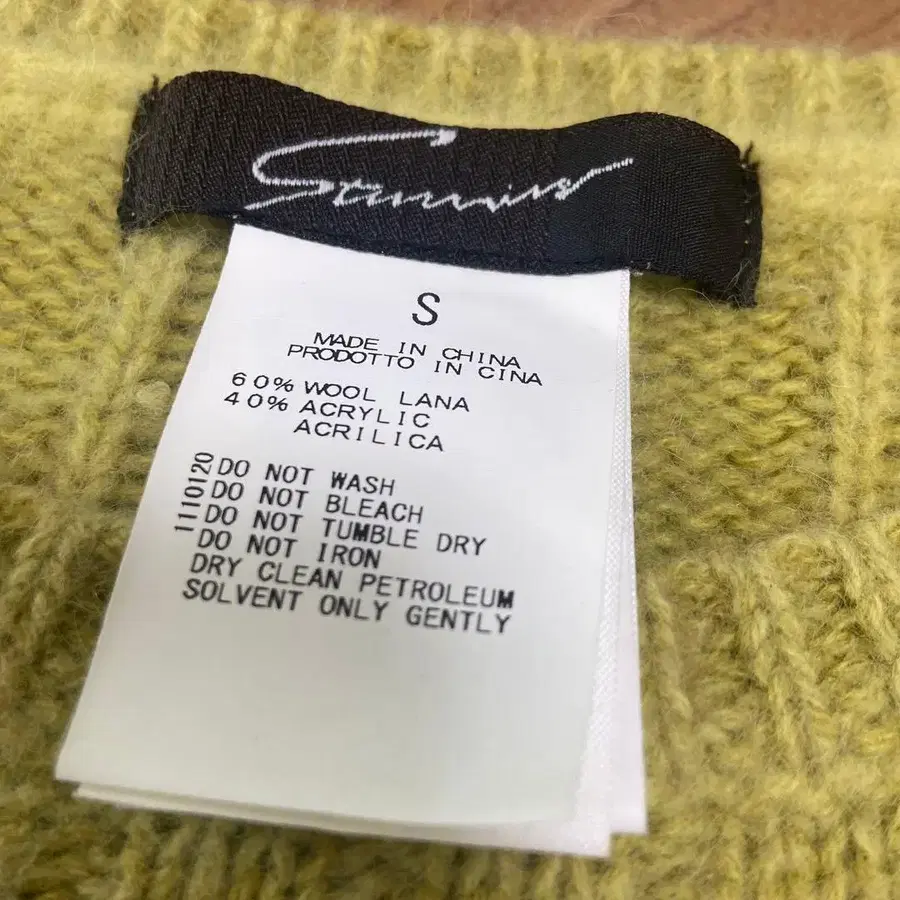 S
MADE IN CHINA
PRODOTTO IN CINA
60% WOOL LANA
40% ACRYLIC
ACRILICA
1110120
DO NOT WASH
DO NOT BLEACH
DO NOT TUMBLE DRY
DO NOT IRON
DRY CLEAN PETROLEUM
SOLVENT ONLY GENTLY